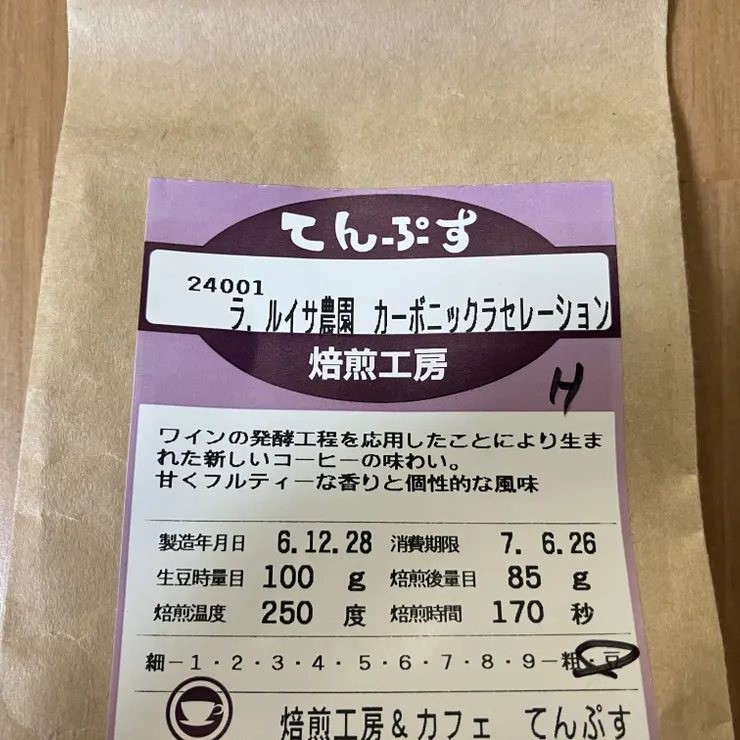 てんぷす
24001
ラ．ルイサ農園 カーボニックラセレーション
焙煎工房
H
ワインの発酵工程を応用したことにより生ま
れた新しいコーヒーの味わい。
甘くフルティーな香りと個性的な風味
製造年月日 6.12.28 消費期限 7. 6.26
生豆時量目 100 g 焙煎後量目 85 g
焙煎温度 250 度 焙煎時間 170 秒
細－1・2・3・4・5・6・7・8・9－粗・豆
焙煎工房＆カフェ てんぷす